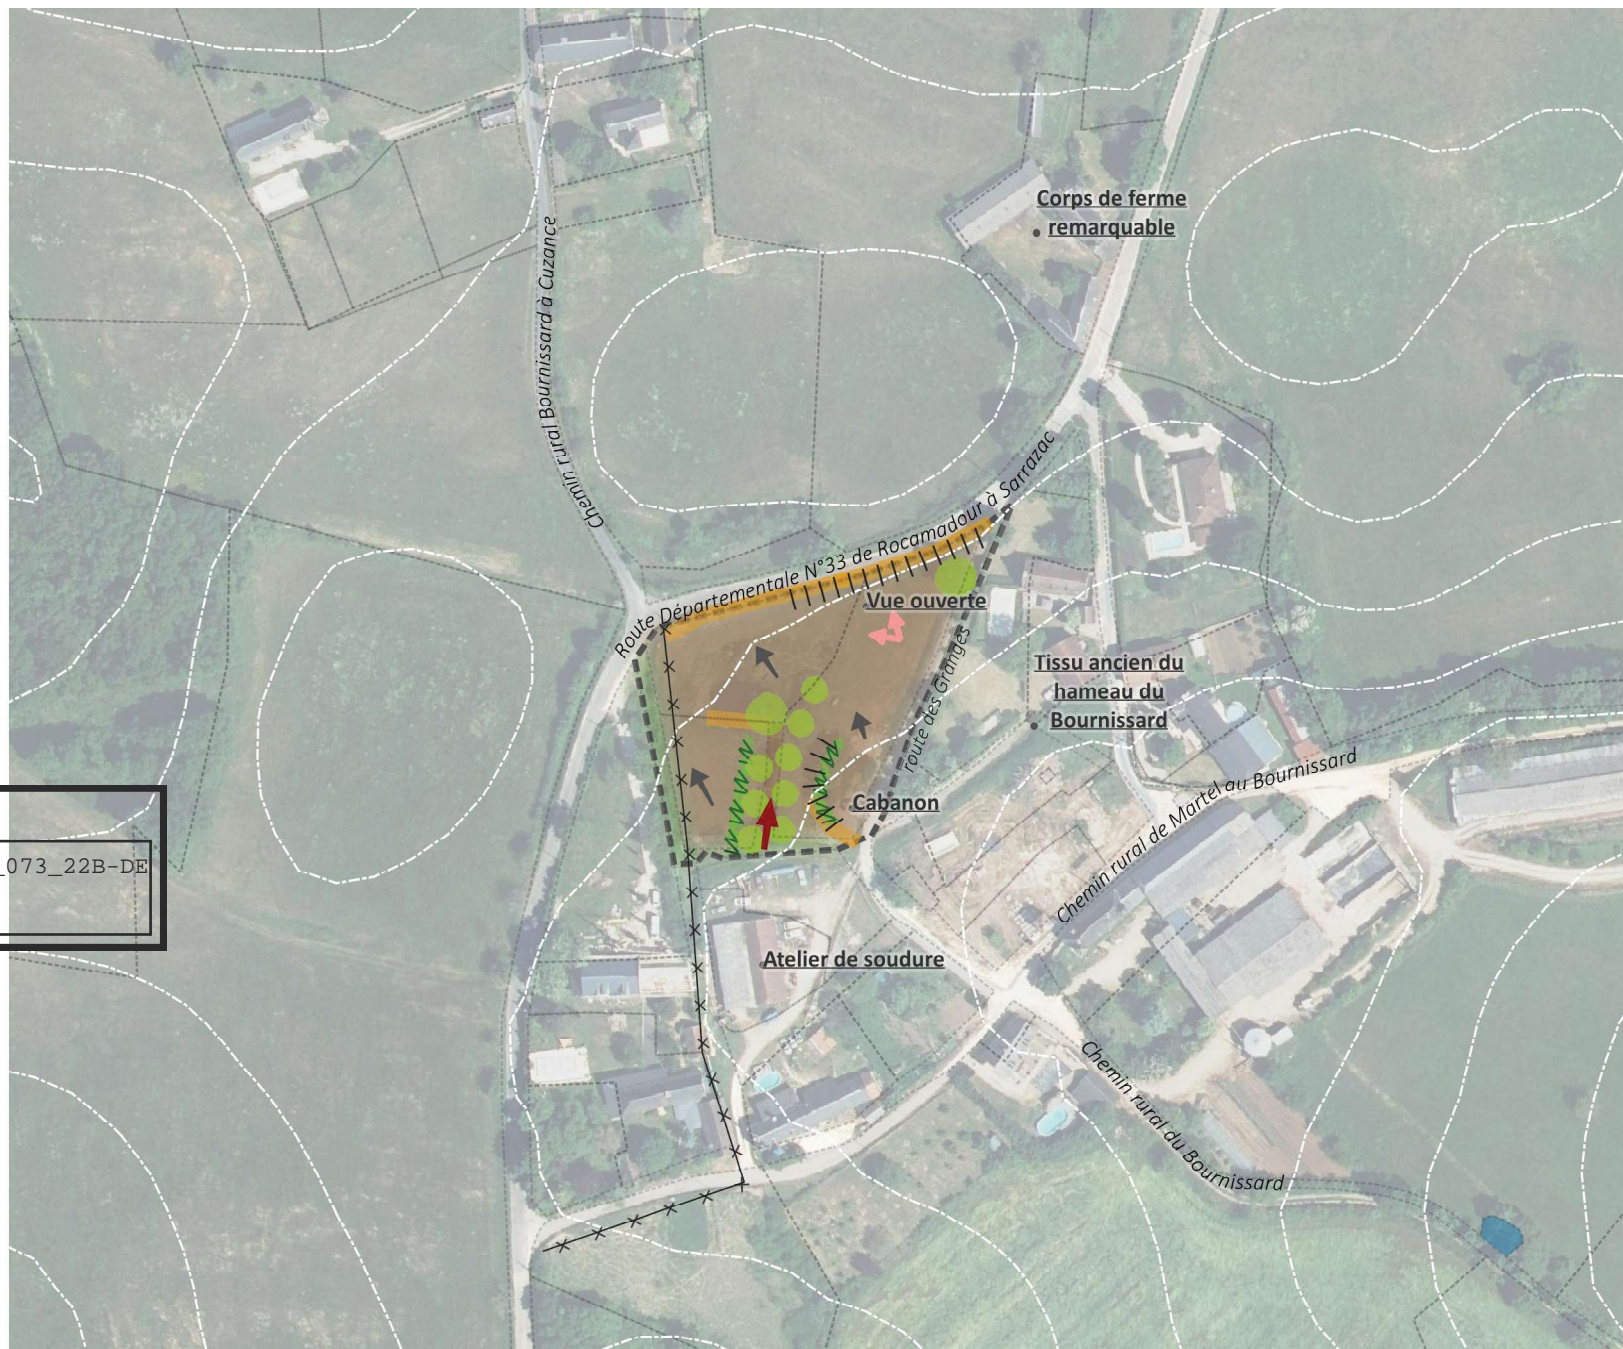 Corps de ferme
remarquable
Chemin rural Bournissard à Cuzance
Route Départementale N°33 de Rocamadour à Sarrazac
Vue ouverte
route des Granges
Tissu ancien du
hameau du
Bournissard
Chemin rural de Martel au Bournissard
Cabanon
_073_22B-DE
Atelier de soudure
Chemin rural du Bournissard